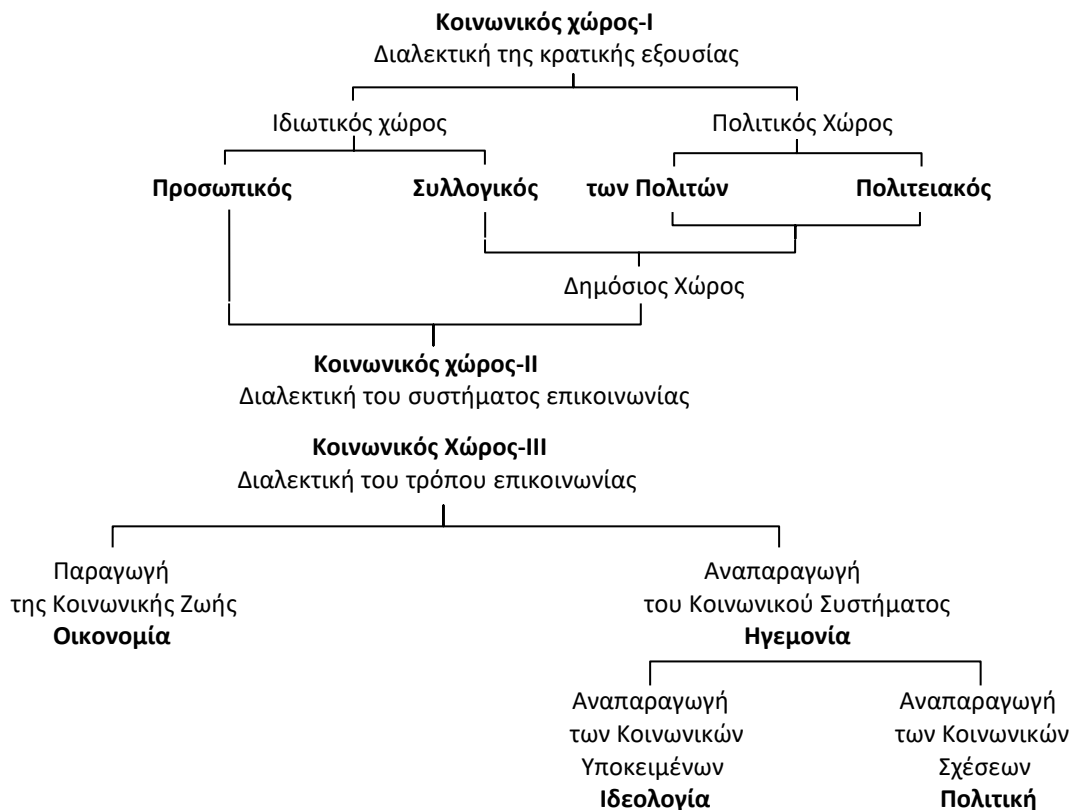 Κοινωνικός χώρος-Ι
Διαλεκτική της κρατικής εξουσίας
Ιδιωτικός χώρος Πολιτικός Χώρος
Προσωπικός Συλλογικός των Πολιτών Πολιτειακός
Δημόσιος Χώρος
Κοινωνικός χώρος-ΙΙ
Διαλεκτική του συστήματος επικοινωνίας
Κοινωνικός Χώρος-ΙΙΙ
Διαλεκτική του τρόπου επικοινωνίας
Παραγωγή Αναπαραγωγή
της Κοινωνικής Ζωής του Κοινωνικού Συστήματος
Οικονομία Ηγεμονία
Αναπαραγωγή Αναπαραγωγή
των Κοινωνικών των Κοινωνικών
Υποκειμένων Σχέσεων
Ιδεολογία Πολιτική